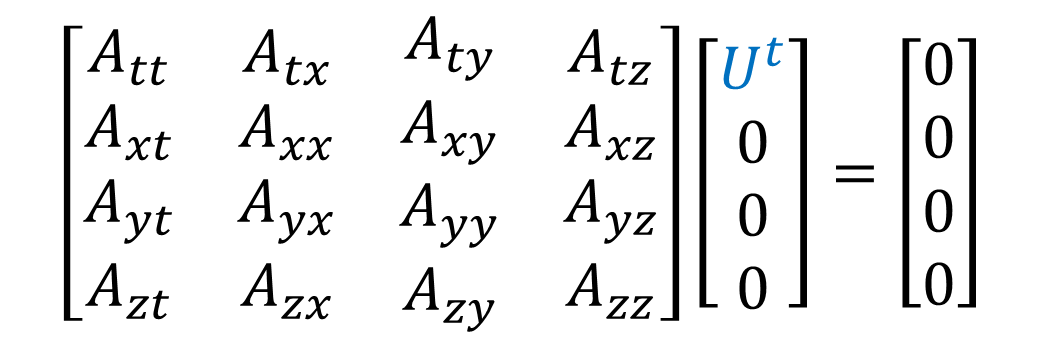 [A_tt A_tx A_ty A_tz] [U^t] [0]
[A_xt A_xx A_xy A_xz] [0] = [0]
[A_yt A_yx A_yy A_yz] [0] [0]
[A_zt A_zx A_zy A_zz] [0] [0]